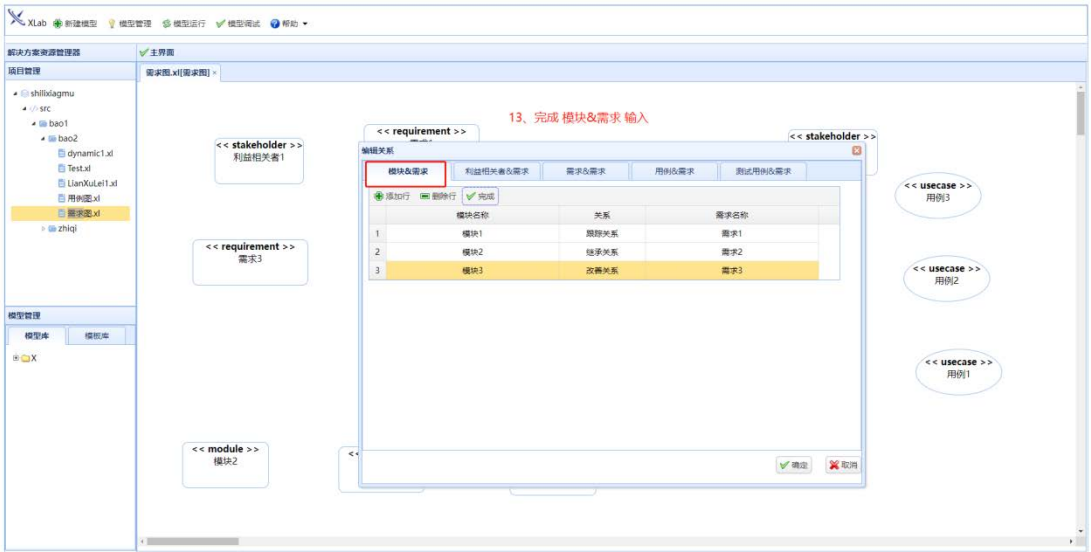 XLab 新建模型 模型管理 模型运行 模型调试 帮助
解决方案资源管理器
主界面
项目管理
需求图.xl[需求图] ×
shilixiagmu
src
bao1
bao2
dynamic1.xl
Test.xl
LianXuLei1.xl
用例图.xl
需求图.xl
zhiqi
模型管理
模型库 模板库
X
13、完成 模块&需求 输入
<< stakeholder >>
利益相关者1
<< requirement >>
<< stakeholder >>
<< requirement >>
需求3
<< usecase >>
用例3
<< usecase >>
用例2
<< usecase >>
用例1
<< module >>
模块2
<<
编辑关系
模块&需求 利益相关者&需求 需求&需求 用例&需求 测试用例&需求
添加行 删除行 完成
模块名称 关系 需求名称
1 模块1 跟踪关系 需求1
2 模块2 继承关系 需求2
3 模块3 改善关系 需求3
确定 取消